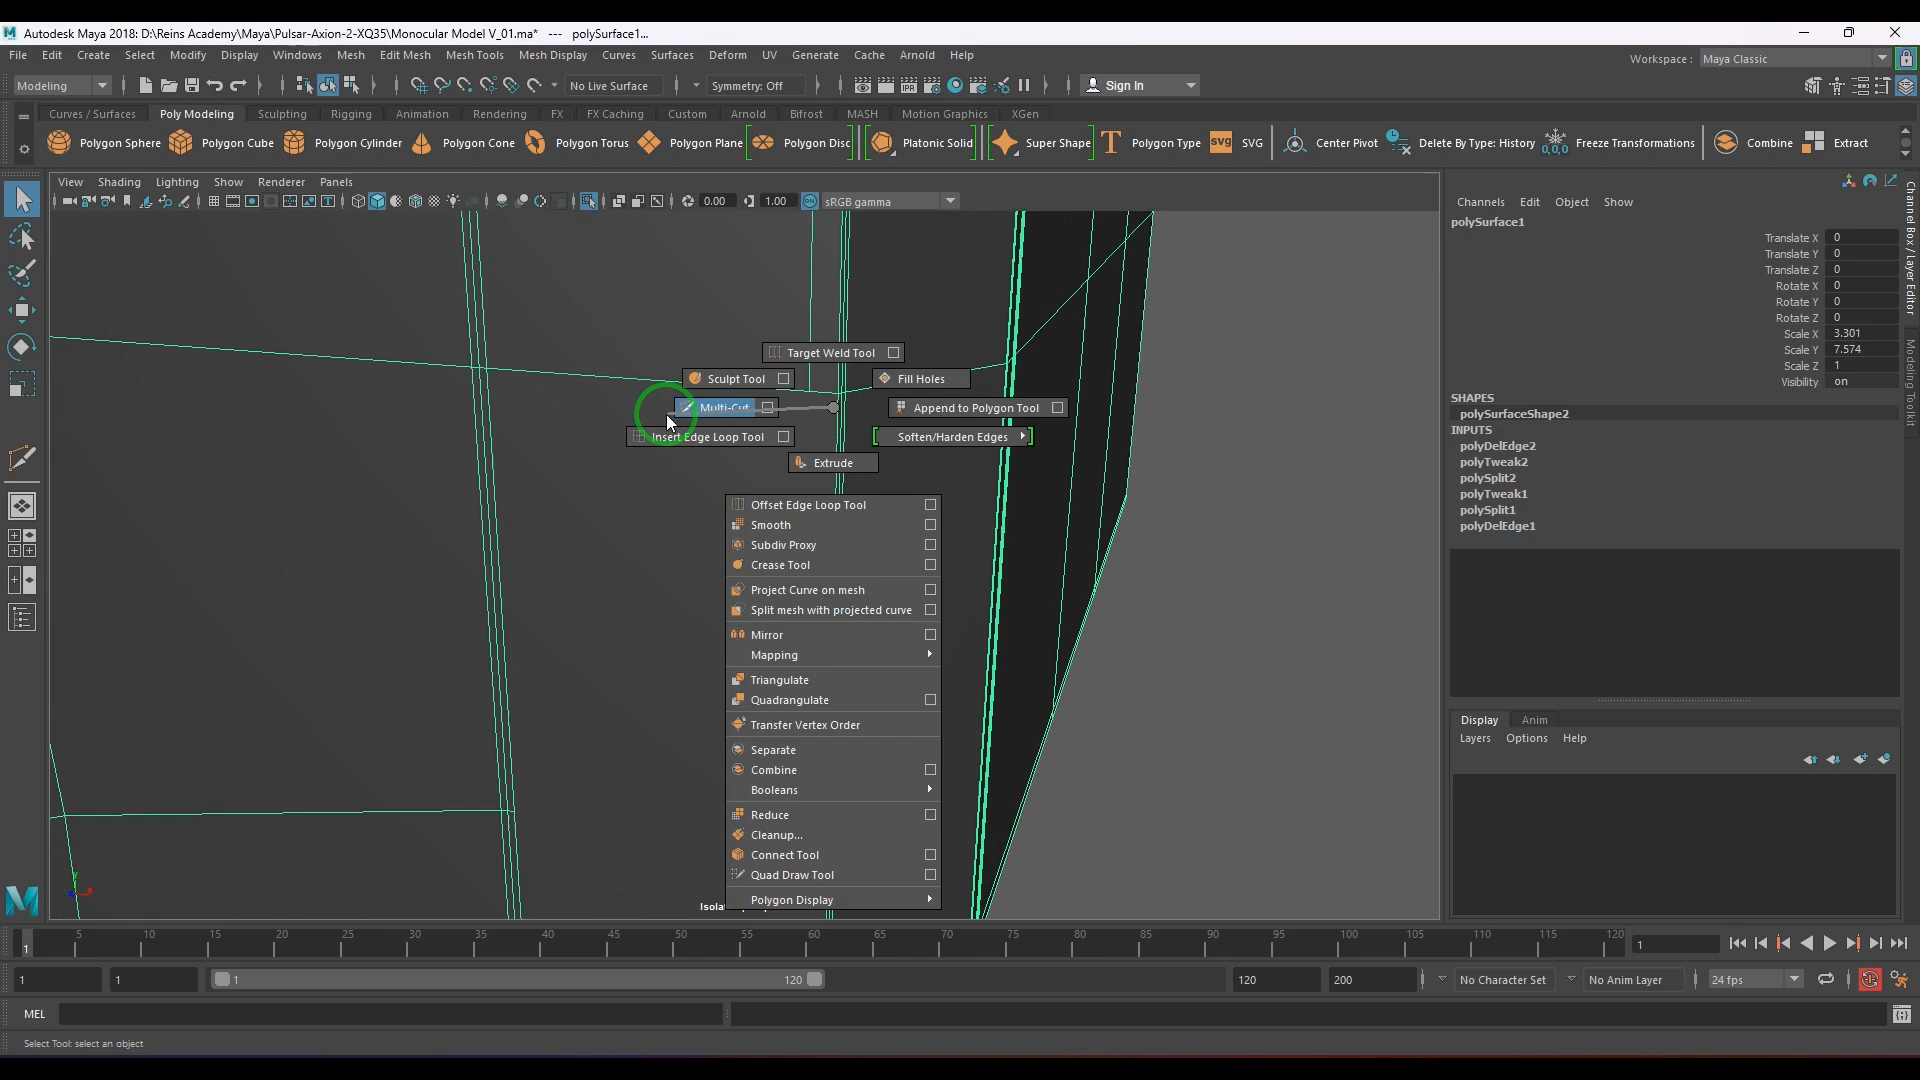 Autodesk Maya 2018: D:\Reins Academy\Maya\Pulsar-Axion-2-XQ35\Monocular Model V_01.ma* --- polySurface1...
File Edit Create Select Modify Display Windows Mesh Edit Mesh Mesh Tools Mesh Display Curves Surfaces Deform UV Generate Cache Arnold Help
Workspace : Maya Classic
Modeling No Live Surface Symmetry: Off Sign In
Curves / Surfaces Poly Modeling Sculpting Rigging Animation Rendering FX FX Caching Custom Arnold Bifrost MASH Motion Graphics XGen
Polygon Sphere Polygon Cube Polygon Cylinder Polygon Cone Polygon Torus Polygon Plane Polygon Disc Platonic Solid Super Shape Polygon Type SVG Center Pivot Delete By Type: History Freeze Transformations Combine Extract
View Shading Lighting Show Renderer Panels
0.00 1.00 sRGB gamma
Channels Edit Object Show
polySurface1
Translate X 0
Translate Y 0
Translate Z 0
Rotate X 0
Rotate Y 0
Rotate Z 0
Scale X 3.301
Scale Y 7.574
Scale Z 1
Visibility on
SHAPES
polySurfaceShape2
INPUTS
polyDelEdge2
polyTweak2
polySplit2
polyTweak1
polySplit1
polyDelEdge1
Channel Box / Layer Editor
Modeling Toolkit
Target Weld Tool
Sculpt Tool Fill Holes
Multi-Cut Append to Polygon Tool
Insert Edge Loop Tool Soften/Harden Edges
Extrude
Offset Edge Loop Tool
Smooth
Subdiv Proxy
Crease Tool
Project Curve on mesh
Split mesh with projected curve
Mirror
Mapping
Triangulate
Quadrangulate
Transfer Vertex Order
Separate
Combine
Booleans
Reduce
Cleanup...
Connect Tool
Quad Draw Tool
Polygon Display
Display Anim
Layers Options Help
y
5 10 15 20 25 30 35 40 45 50 55 60 65 70 75 80 85 90 95 100 105 110 115 120
1 1
1 1 1 120 120 200 No Character Set No Anim Layer 24 fps
MEL
Select Tool: select an object